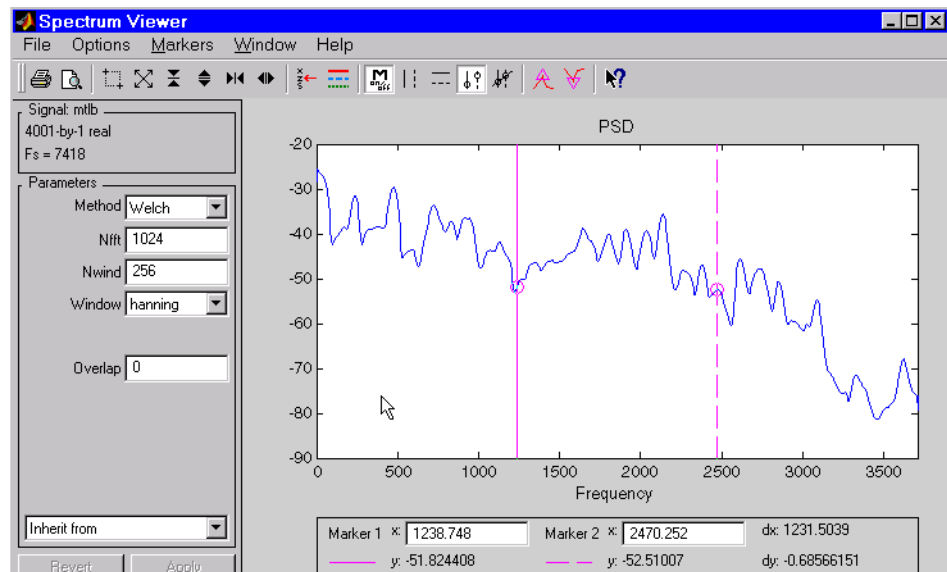 Spectrum Viewer
File Options Markers Window Help
Signal: mtlb
4001-by-1 real
Fs = 7418
Parameters
Method Welch
Nfft 1024
Nwind 256
Window hanning
Overlap 0
Inherit from
Revert Apply
PSD
-20
-30
-40
-50
-60
-70
-80
-90
0 500 1000 1500 2000 2500 3000 3500
Frequency
Marker 1 x: 1238.748 Marker 2 x: 2470.252 dx: 1231.5039
y: -51.824408 y: -52.51007 dy: -0.68566151